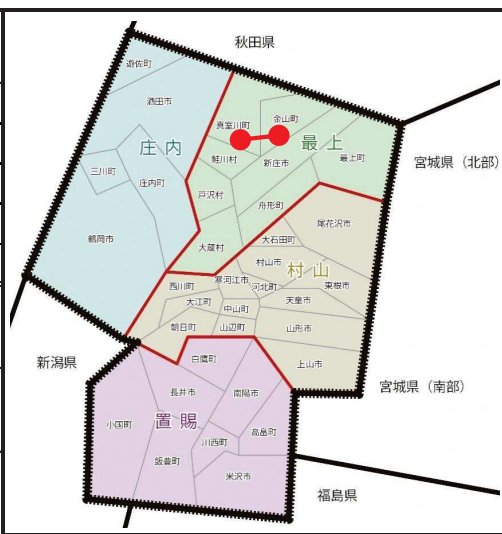 秋田県
遊佐町
酒田市
庄内
三川町
庄内町
鶴岡市
真室川町
金山町
最上
鮭川村
新庄市
最上町
戸沢村
舟形町
大蔵村
宮城県（北部）
尾花沢市
大石田町
村山市
村山
西川町
寒河江市
河北町
東根市
大江町
中山町
天童市
朝日町
山辺町
山形市
上山市
新潟県
宮城県（南部）
白鷹町
長井市
南陽市
小国町
置賜
高畠町
川西町
飯豊町
米沢市
福島県